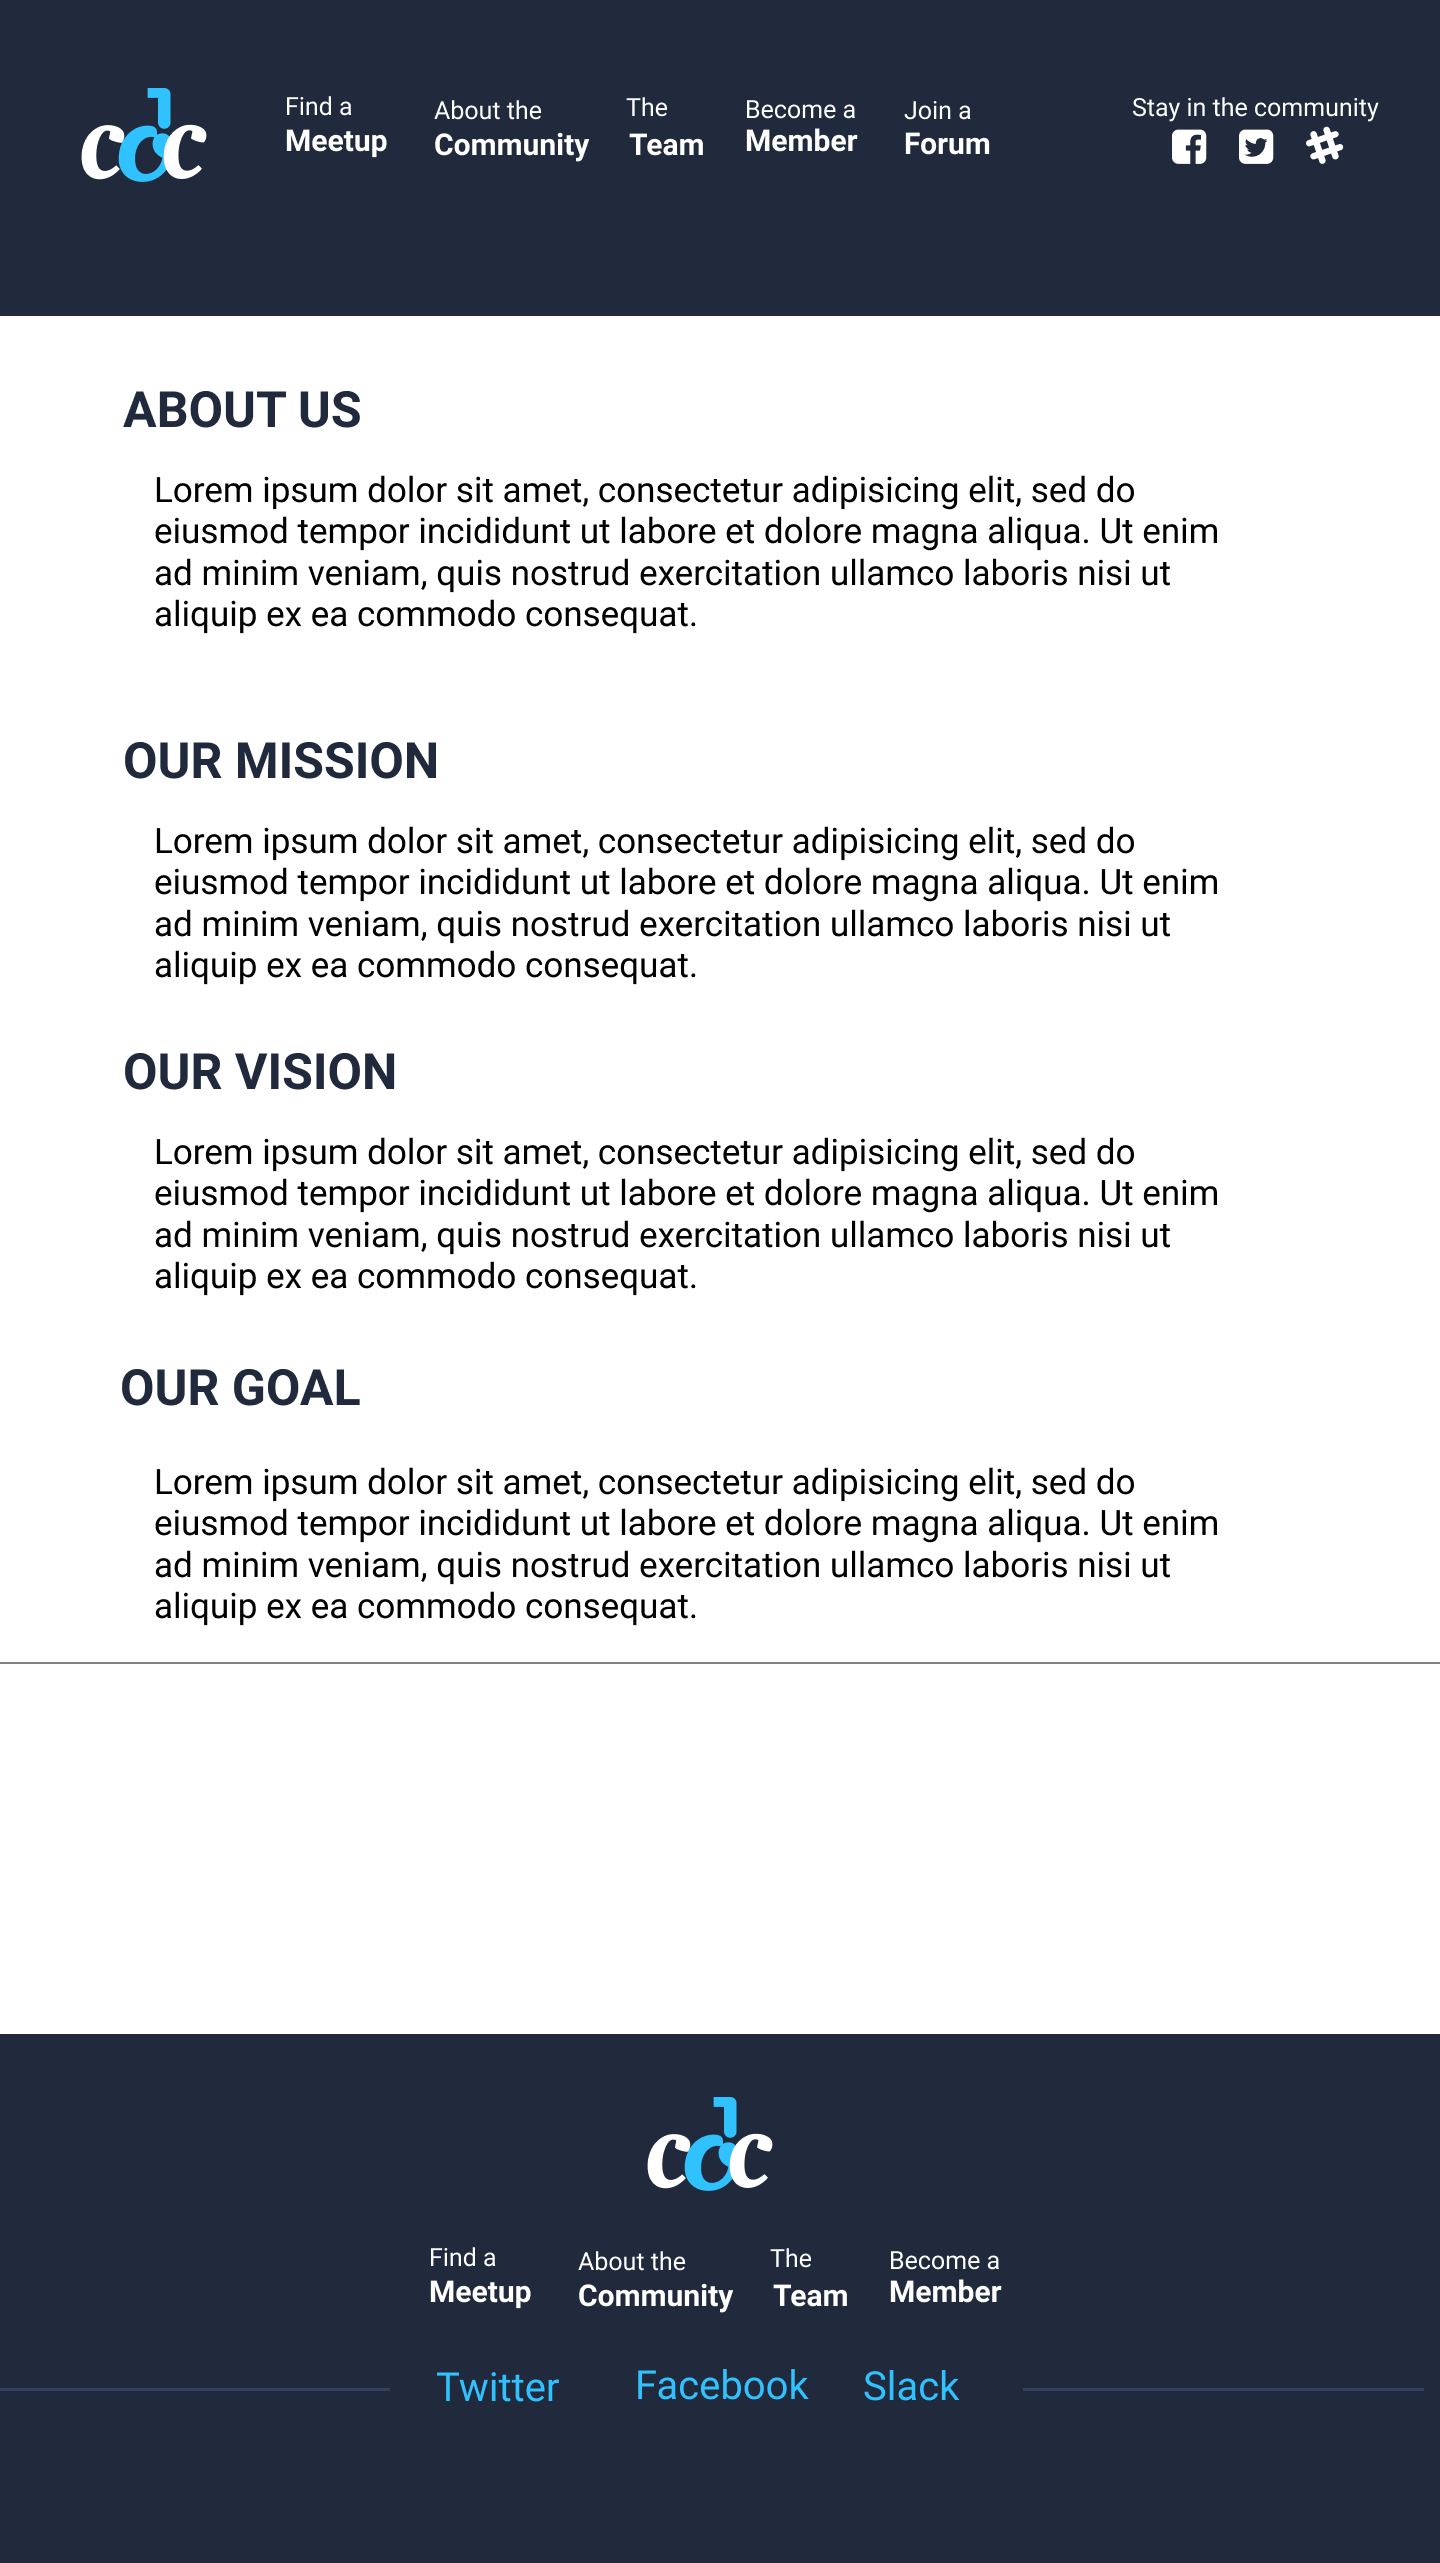 cdc
Find a
Meetup
About the
Community
The
Team
Become a
Member
Join a
Forum
Stay in the community
ABOUT US
Lorem ipsum dolor sit amet, consectetur adipisicing elit, sed do
eiusmod tempor incididunt ut labore et dolore magna aliqua. Ut enim
ad minim veniam, quis nostrud exercitation ullamco laboris nisi ut
aliquip ex ea commodo consequat.
OUR MISSION
Lorem ipsum dolor sit amet, consectetur adipisicing elit, sed do
eiusmod tempor incididunt ut labore et dolore magna aliqua. Ut enim
ad minim veniam, quis nostrud exercitation ullamco laboris nisi ut
aliquip ex ea commodo consequat.
OUR VISION
Lorem ipsum dolor sit amet, consectetur adipisicing elit, sed do
eiusmod tempor incididunt ut labore et dolore magna aliqua. Ut enim
ad minim veniam, quis nostrud exercitation ullamco laboris nisi ut
aliquip ex ea commodo consequat.
OUR GOAL
Lorem ipsum dolor sit amet, consectetur adipisicing elit, sed do
eiusmod tempor incididunt ut labore et dolore magna aliqua. Ut enim
ad minim veniam, quis nostrud exercitation ullamco laboris nisi ut
aliquip ex ea commodo consequat.
cdc
Find a
Meetup
About the
Community
The
Team
Become a
Member
Twitter
Facebook
Slack